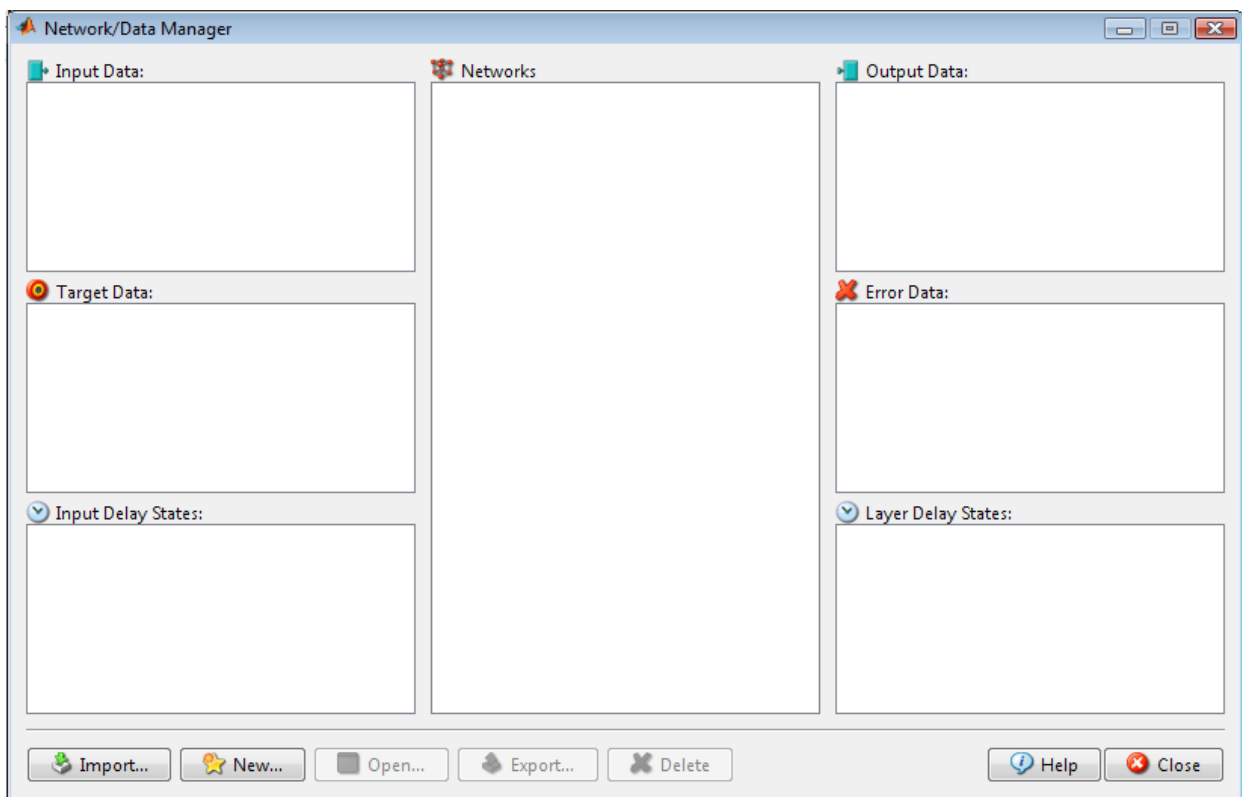 Network/Data Manager
Input Data:
Networks
Output Data:
Target Data:
Error Data:
Input Delay States:
Layer Delay States:
Import...
New...
Open...
Export...
Delete
Help
Close